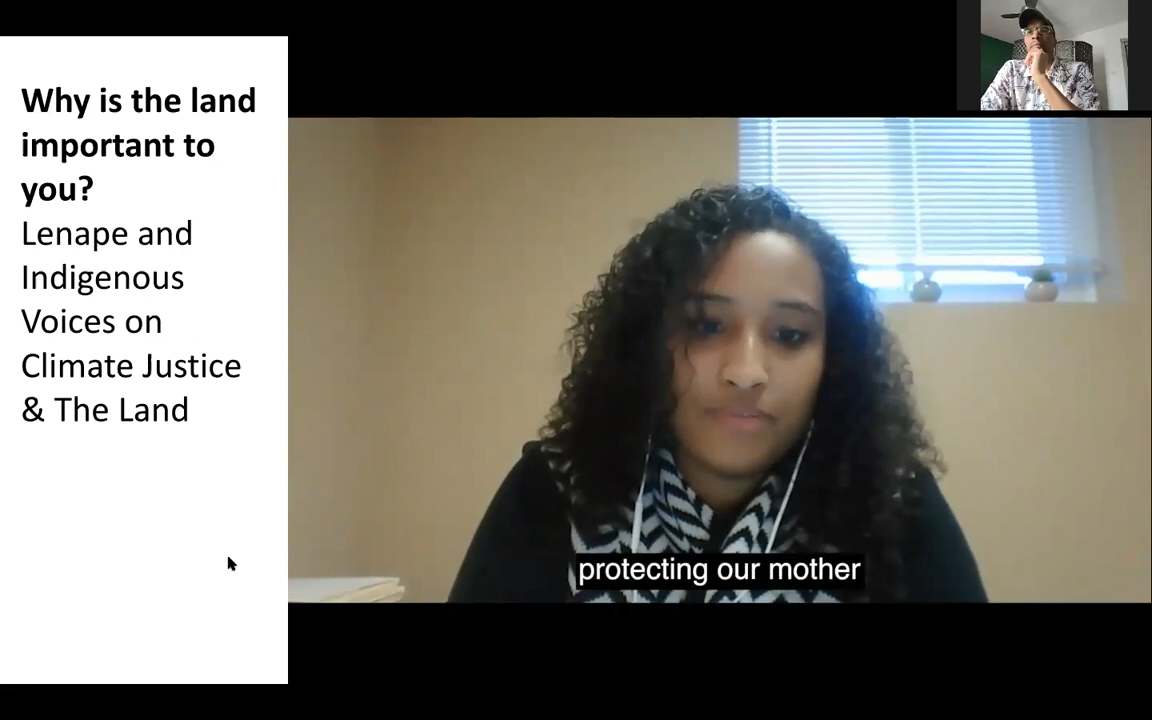 Why is the land
important to
you?
Lenape and
Indigenous
Voices on
Climate Justice
& The Land
protecting our mother